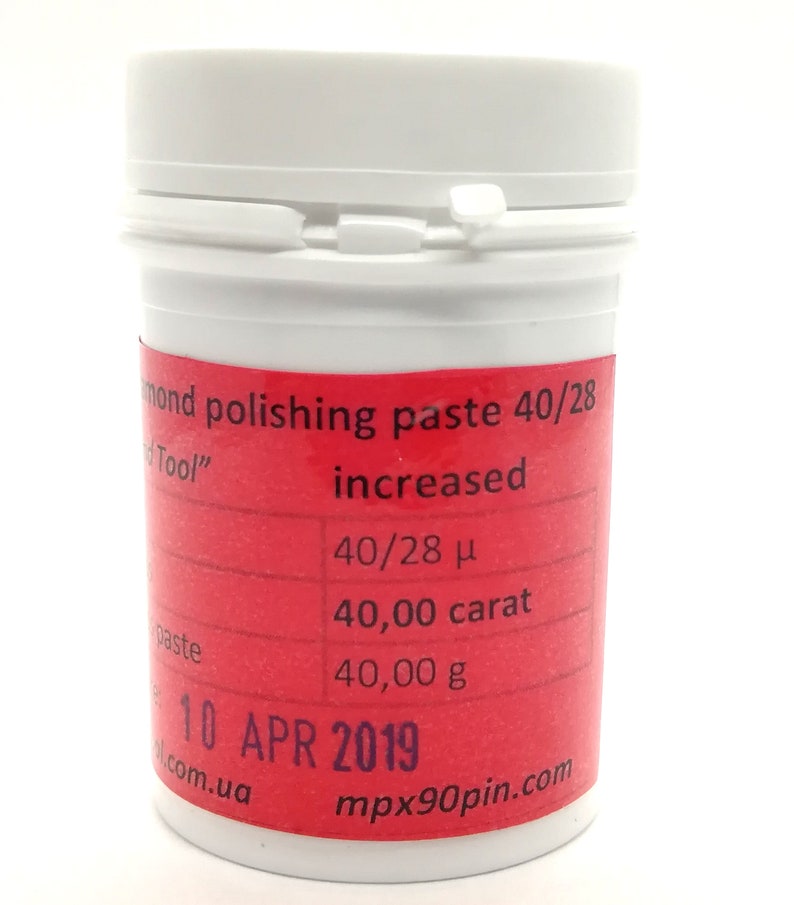 polishing paste 40/28
Tool”
increased
40/28 µ
40,00 carat
paste
40,00 g
10 APR 2019
.com.ua
mpx90pin.com